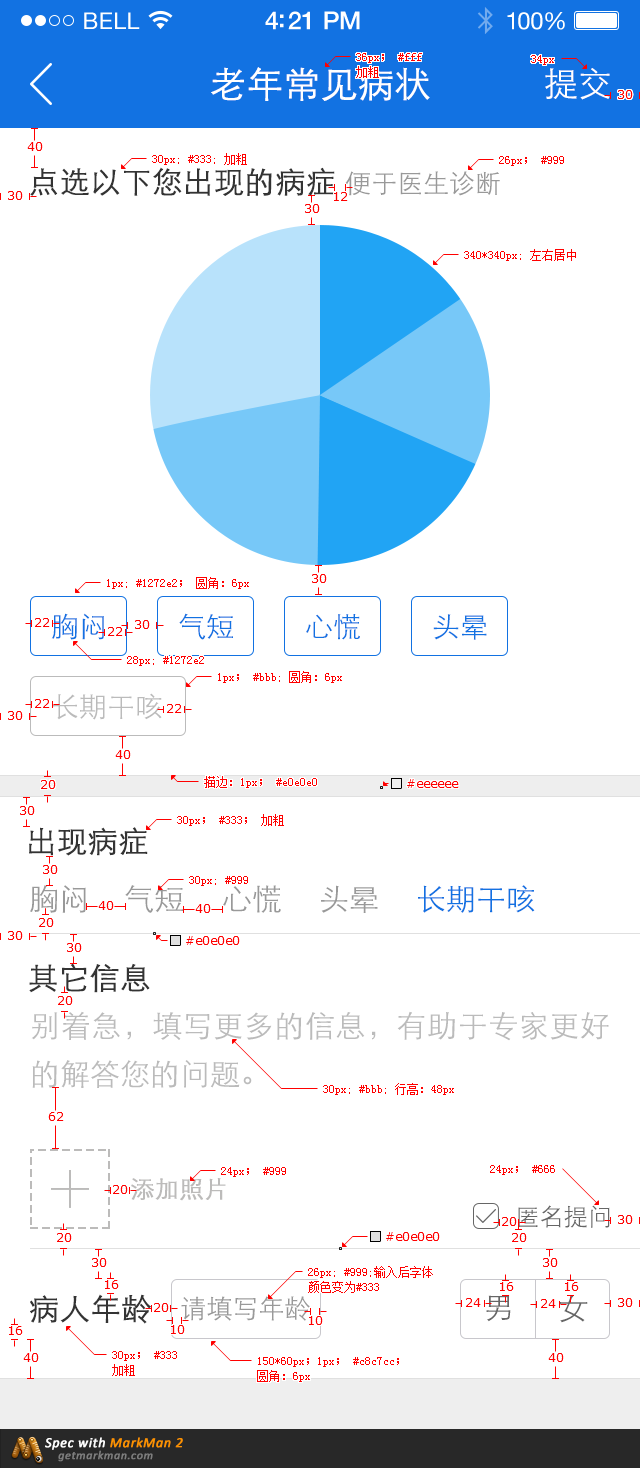 BELL 4:21 PM 100%
36px； #fff
加粗
老年常见病状
34px
提交
30
40
30px； #333；加粗
26px； #999
30
点选以下您出现的病症
12
便于医生诊断
30
340*340px；左右居中
30
1px；#1272e2； 圆角：6px
22
胸闷
22
30
气短
心慌
头晕
28px；#1272e2
1px； #bbb；圆角：6px
30
22
长期干咳
22
40
20
描边：1px； #e0e0e0
#eeeeee
30
30px； #333； 加粗
出现病症
30
30px；#999
胸闷
40
气短
40
心慌
头晕
长期干咳
20
30
#e0e0e0
30
其它信息
20
别着急，填写更多的信息，有助于专家更好
的解答您的问题。
30px；#bbb；行高：48px
62
24px； #999
24px； #666
20
添加照片
20
匿名提问
30
20
#e0e0e0
20
30
30
16
26px；#999;输入后字体
颜色变为#333
16
16
病人年龄
20
请填写年龄
10
10
24
男
24
女
30
16
40
30px； #333
加粗
150*60px；1px； #c8c7cc；
圆角：6px
40
Spec with MarkMan 2
getmarkman.com